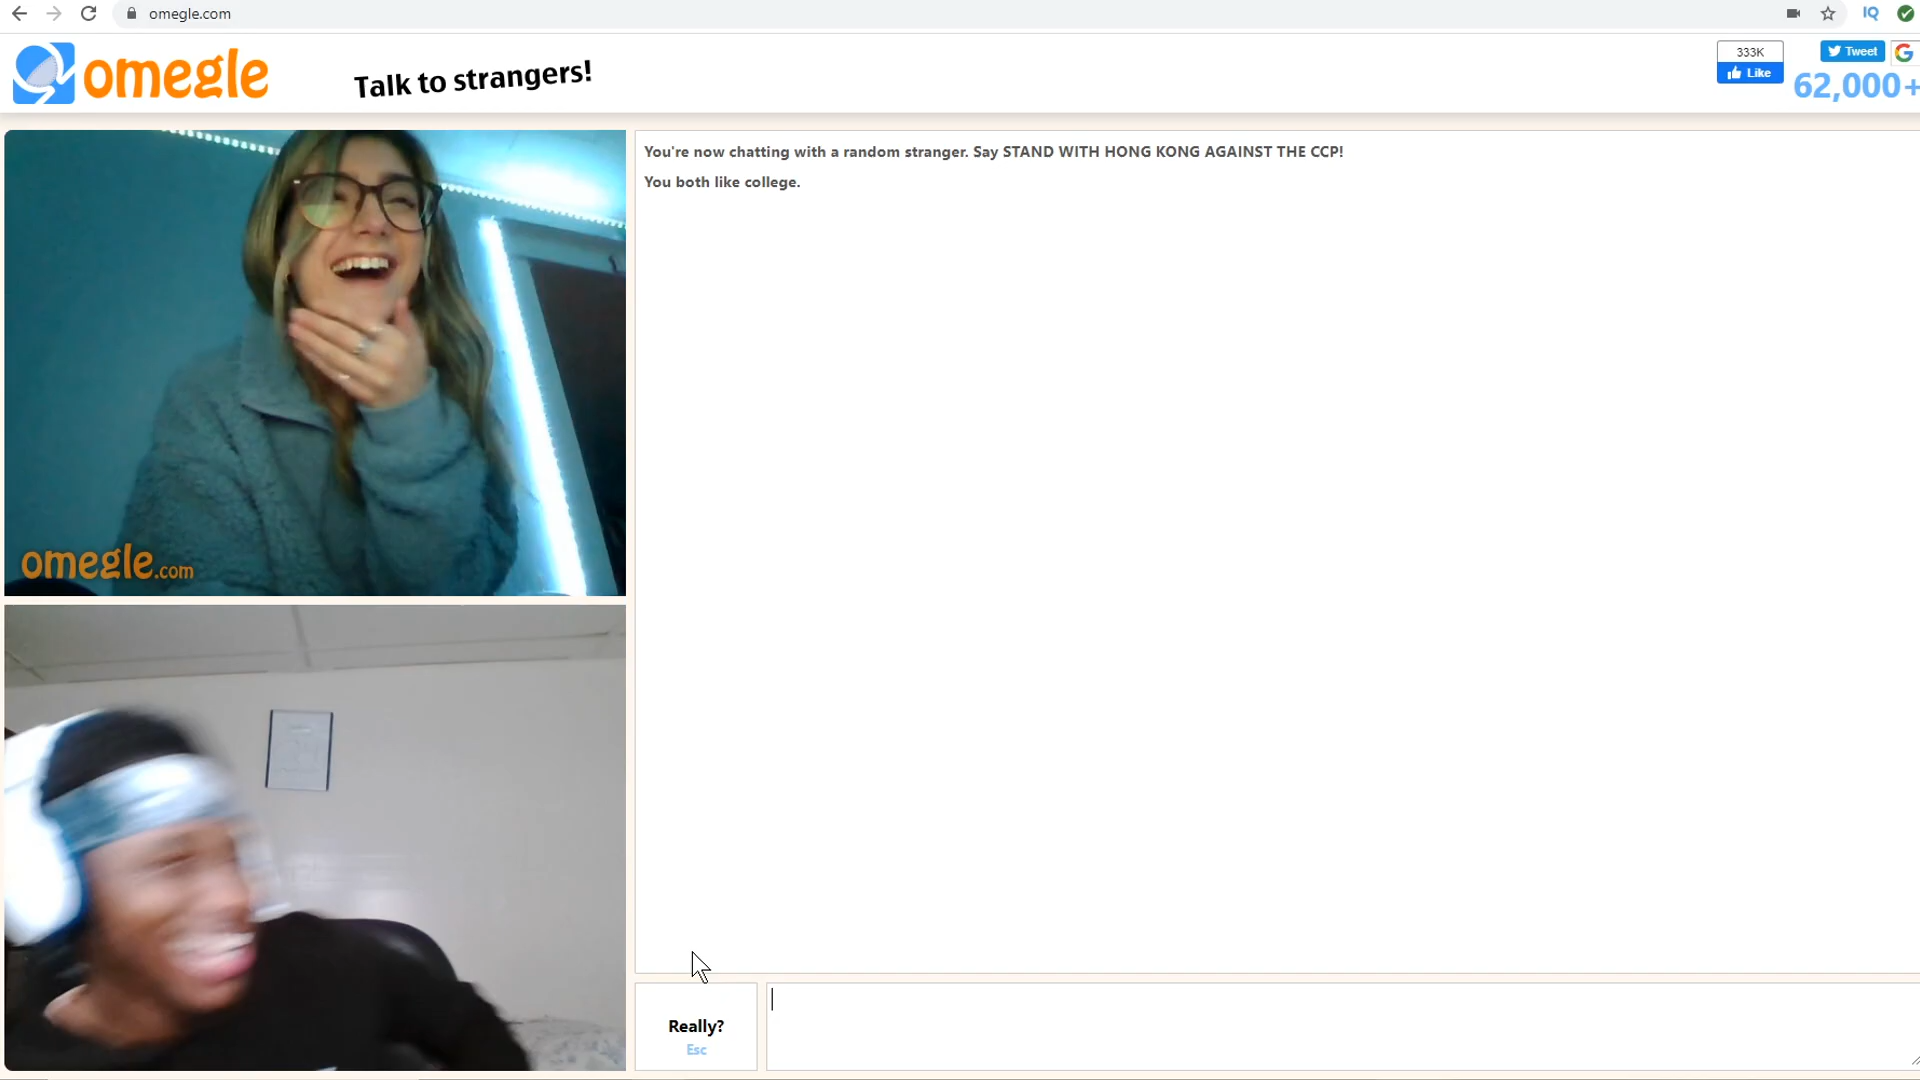 omegle.com
omegle
Talk to strangers!
333K
Like
Tweet
62,000+
You're now chatting with a random stranger. Say STAND WITH HONG KONG AGAINST THE CCP!
You both like college.
omegle.com
Really?
Esc